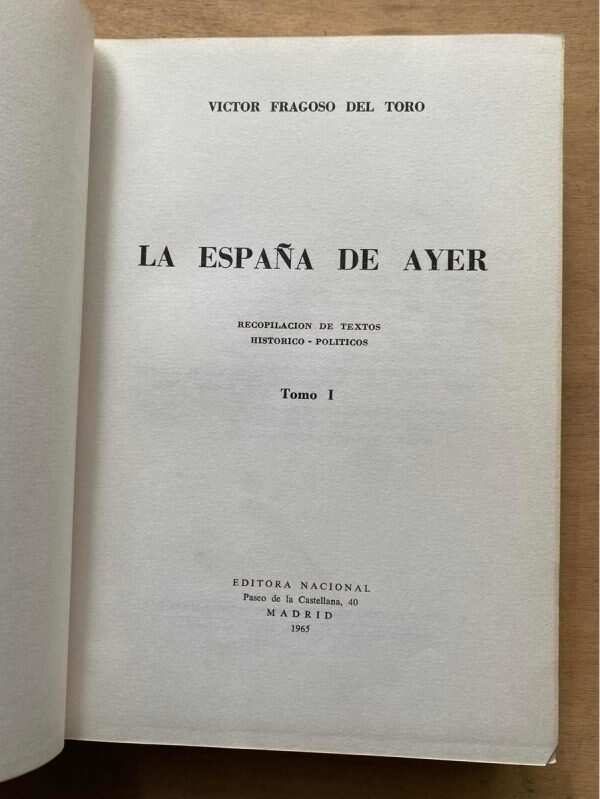 VICTOR FRAGOSO DEL TORO
LA ESPAÑA DE AYER
RECOPILACION DE TEXTOS
HISTORICO - POLITICOS
Tomo I
EDITORA NACIONAL
Paseo de la Castellana, 40
MADRID
1965